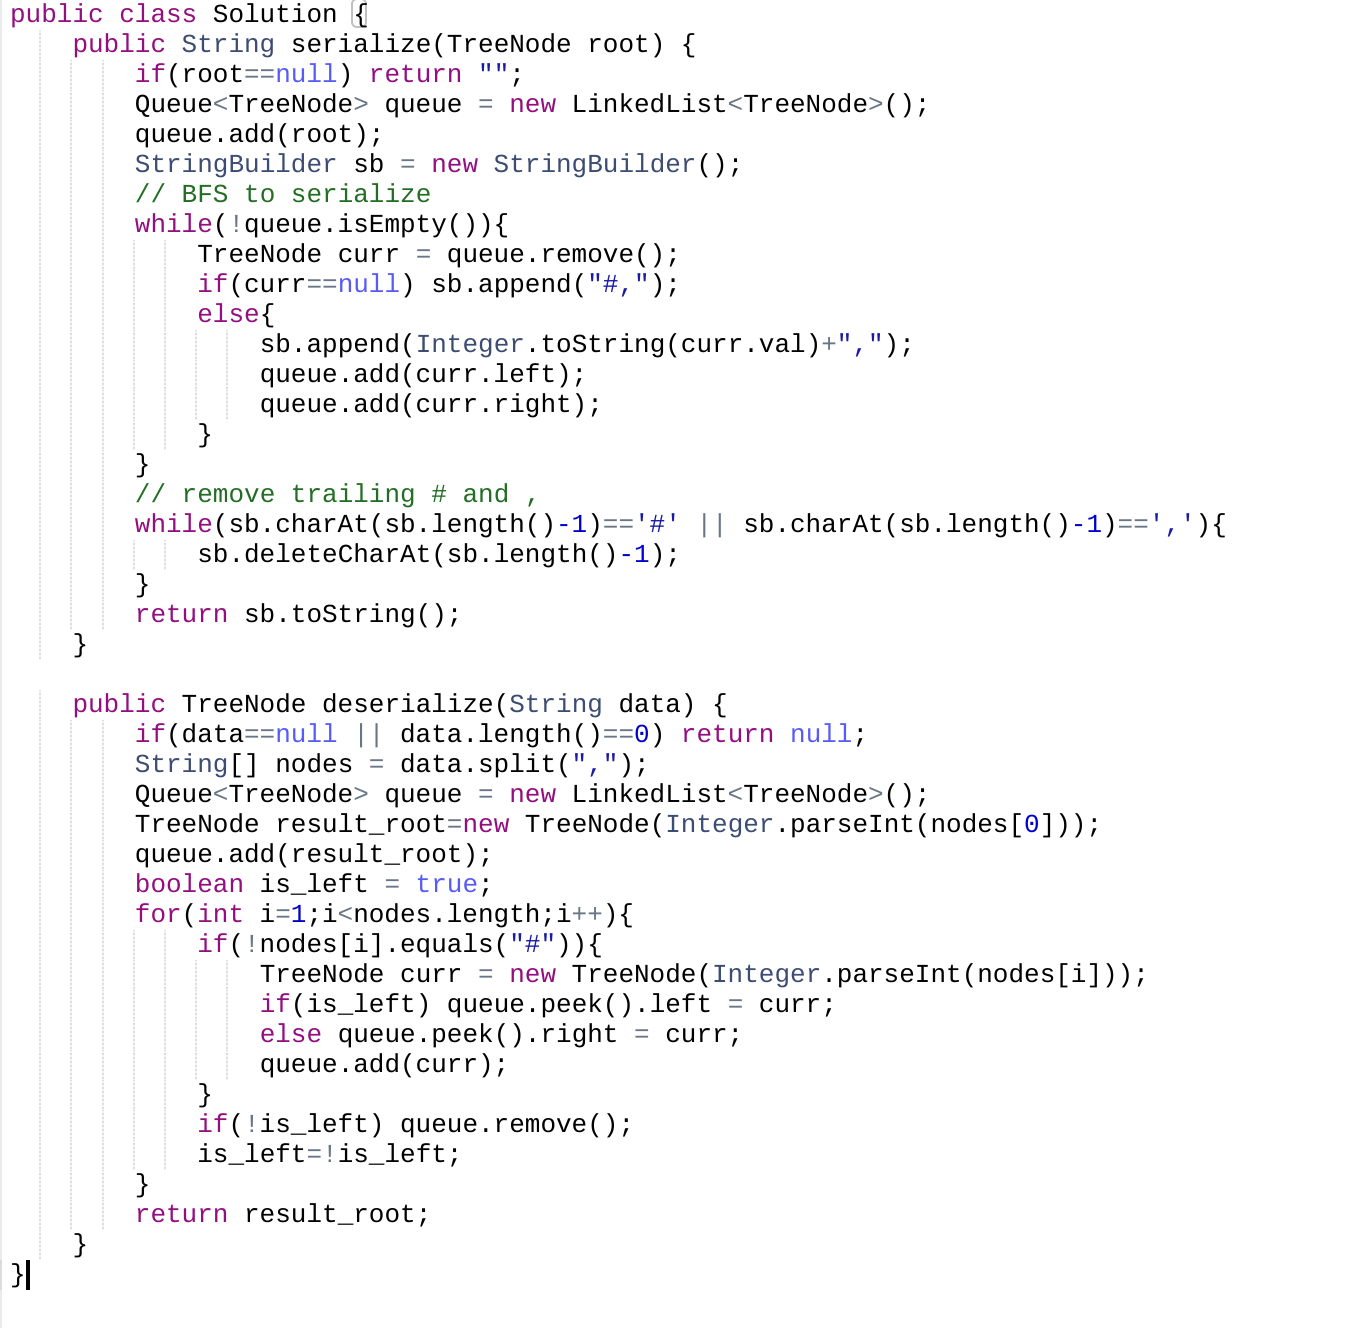 public class Solution {
    public String serialize(TreeNode root) {
        if(root==null) return "";
        Queue<TreeNode> queue = new LinkedList<TreeNode>();
        queue.add(root);
        StringBuilder sb = new StringBuilder();
        // BFS to serialize
        while(!queue.isEmpty()){
            TreeNode curr = queue.remove();
            if(curr==null) sb.append("#,");
            else{
                sb.append(Integer.toString(curr.val)+",");
                queue.add(curr.left);
                queue.add(curr.right);
            }
        }
        // remove trailing # and ,
        while(sb.charAt(sb.length()-1)=='#' || sb.charAt(sb.length()-1)==','){
            sb.deleteCharAt(sb.length()-1);
        }
        return sb.toString();
    }

    public TreeNode deserialize(String data) {
        if(data==null || data.length()==0) return null;
        String[] nodes = data.split(",");
        Queue<TreeNode> queue = new LinkedList<TreeNode>();
        TreeNode result_root=new TreeNode(Integer.parseInt(nodes[0]));
        queue.add(result_root);
        boolean is_left = true;
        for(int i=1;i<nodes.length;i++){
            if(!nodes[i].equals("#")){
                TreeNode curr = new TreeNode(Integer.parseInt(nodes[i]));
                if(is_left) queue.peek().left = curr;
                else queue.peek().right = curr;
                queue.add(curr);
            }
            if(!is_left) queue.remove();
            is_left=!is_left;
        }
        return result_root;
    }
}